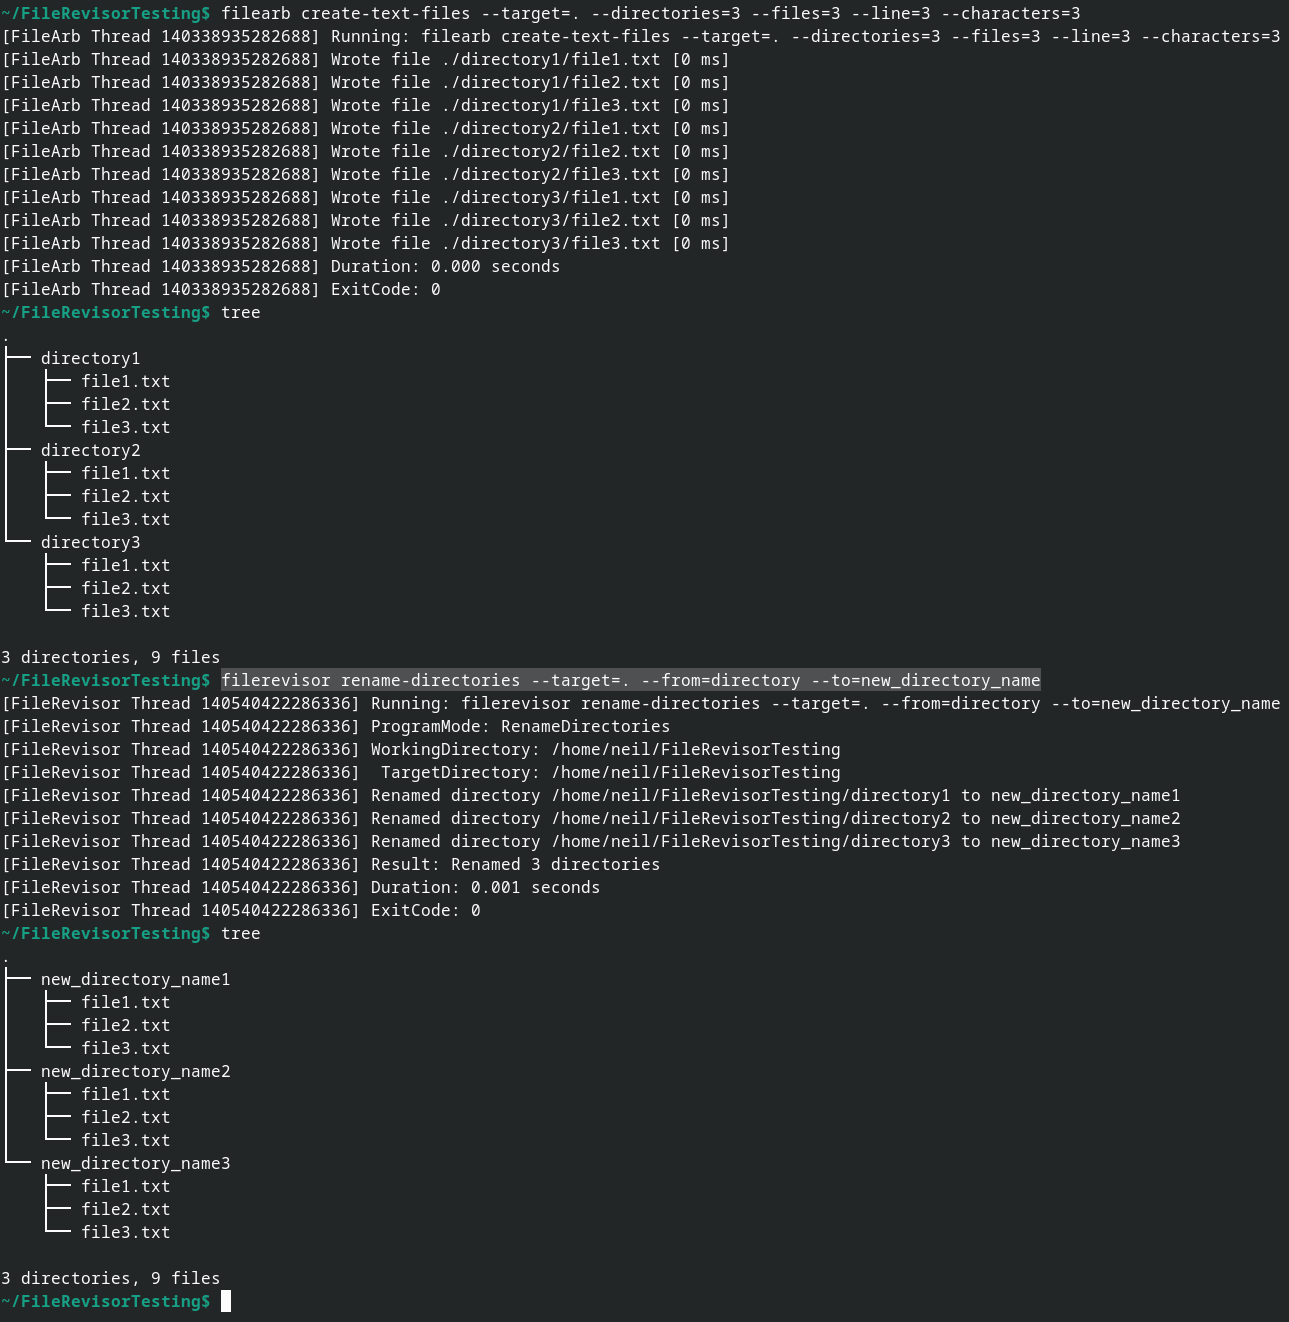 ~/FileRevisorTesting$ filearb create-text-files --target=. --directories=3 --files=3 --line=3 --characters=3
[FileArb Thread 140338935282688] Running: filearb create-text-files --target=. --directories=3 --files=3 --line=3 --characters=3
[FileArb Thread 140338935282688] Wrote file ./directory1/file1.txt [0 ms]
[FileArb Thread 140338935282688] Wrote file ./directory1/file2.txt [0 ms]
[FileArb Thread 140338935282688] Wrote file ./directory1/file3.txt [0 ms]
[FileArb Thread 140338935282688] Wrote file ./directory2/file1.txt [0 ms]
[FileArb Thread 140338935282688] Wrote file ./directory2/file2.txt [0 ms]
[FileArb Thread 140338935282688] Wrote file ./directory2/file3.txt [0 ms]
[FileArb Thread 140338935282688] Wrote file ./directory3/file1.txt [0 ms]
[FileArb Thread 140338935282688] Wrote file ./directory3/file2.txt [0 ms]
[FileArb Thread 140338935282688] Wrote file ./directory3/file3.txt [0 ms]
[FileArb Thread 140338935282688] Duration: 0.000 seconds
[FileArb Thread 140338935282688] ExitCode: 0
~/FileRevisorTesting$ tree
.
├── directory1
│   ├── file1.txt
│   ├── file2.txt
│   └── file3.txt
├── directory2
│   ├── file1.txt
│   ├── file2.txt
│   └── file3.txt
└── directory3
    ├── file1.txt
    ├── file2.txt
    └── file3.txt

3 directories, 9 files
~/FileRevisorTesting$ filerevisor rename-directories --target=. --from=directory --to=new_directory_name
[FileRevisor Thread 140540422286336] Running: filerevisor rename-directories --target=. --from=directory --to=new_directory_name
[FileRevisor Thread 140540422286336] ProgramMode: RenameDirectories
[FileRevisor Thread 140540422286336] WorkingDirectory: /home/neil/FileRevisorTesting
[FileRevisor Thread 140540422286336]  TargetDirectory: /home/neil/FileRevisorTesting
[FileRevisor Thread 140540422286336] Renamed directory /home/neil/FileRevisorTesting/directory1 to new_directory_name1
[FileRevisor Thread 140540422286336] Renamed directory /home/neil/FileRevisorTesting/directory2 to new_directory_name2
[FileRevisor Thread 140540422286336] Renamed directory /home/neil/FileRevisorTesting/directory3 to new_directory_name3
[FileRevisor Thread 140540422286336] Result: Renamed 3 directories
[FileRevisor Thread 140540422286336] Duration: 0.001 seconds
[FileRevisor Thread 140540422286336] ExitCode: 0
~/FileRevisorTesting$ tree
.
├── new_directory_name1
│   ├── file1.txt
│   ├── file2.txt
│   └── file3.txt
├── new_directory_name2
│   ├── file1.txt
│   ├── file2.txt
│   └── file3.txt
└── new_directory_name3
    ├── file1.txt
    ├── file2.txt
    └── file3.txt

3 directories, 9 files
~/FileRevisorTesting$